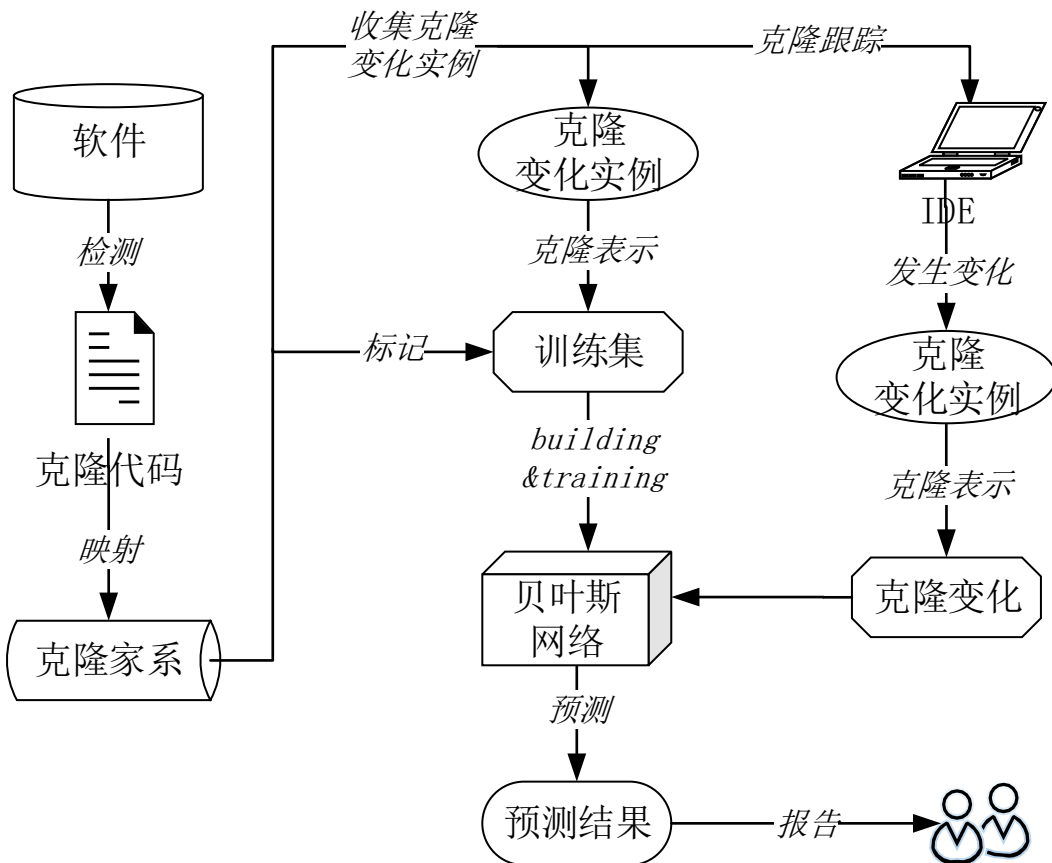 收集克隆
变化实例
克隆跟踪
软件
克隆
变化实例
IDE
检测
克隆表示
发生变化
标记
训练集
克隆
变化实例
克隆代码
building
&training
克隆表示
映射
贝叶斯
网络
克隆变化
克隆家系
预测
预测结果
报告